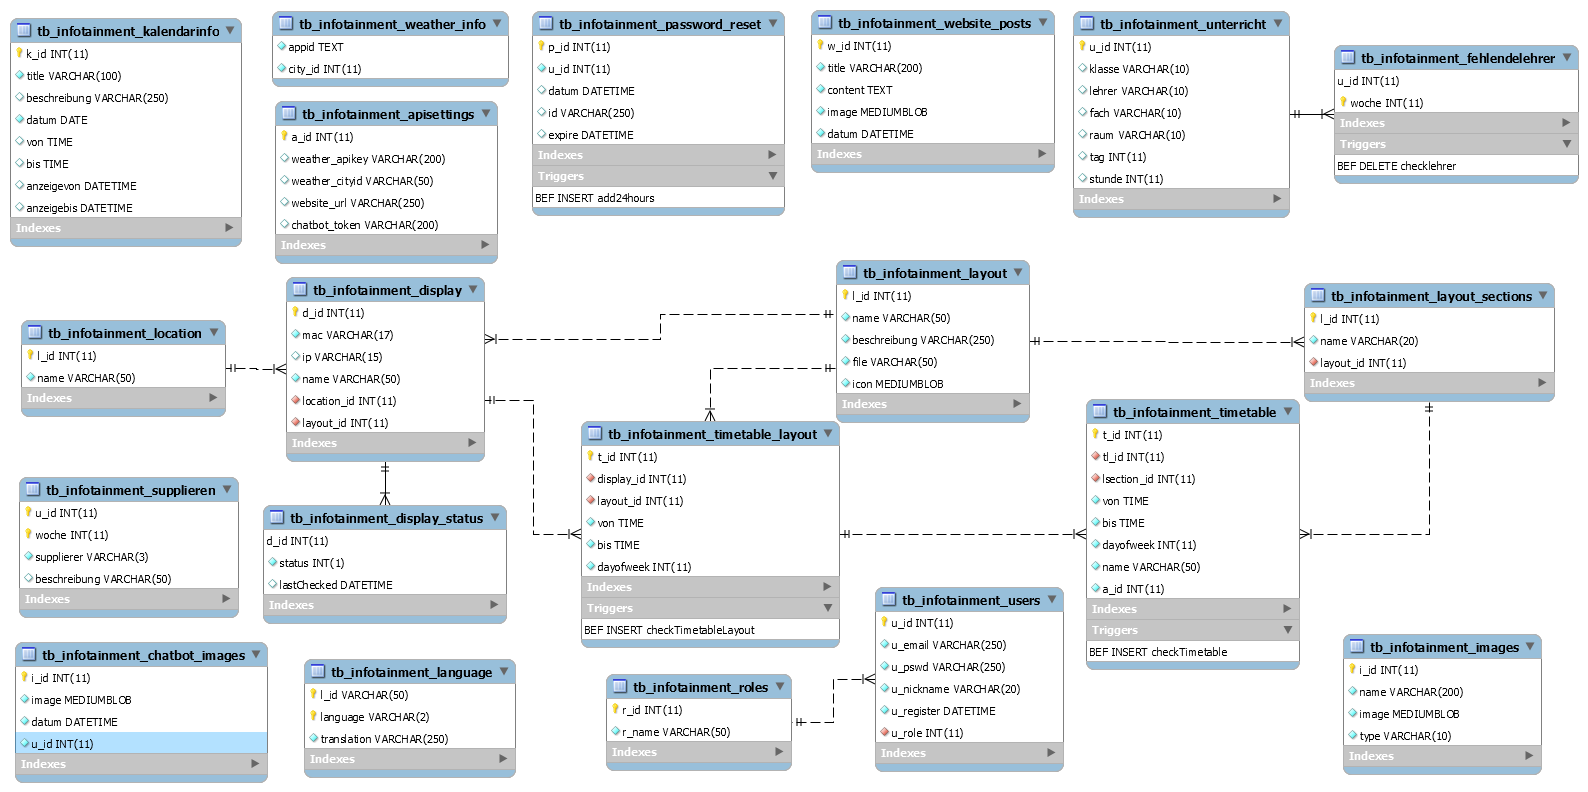 tb_infotainment_kalendarinfo
k_id INT(11)
title VARCHAR(100)
beschreibung VARCHAR(250)
datum DATE
von TIME
bis TIME
anzeigevon DATETIME
anzeigebis DATETIME
Indexes
tb_infotainment_weather_info
appid TEXT
city_id INT(11)
tb_infotainment_apisettings
a_id INT(11)
weather_apikey VARCHAR(200)
weather_cityid VARCHAR(50)
website_url VARCHAR(250)
chatbot_token VARCHAR(200)
Indexes
tb_infotainment_password_reset
p_id INT(11)
u_id INT(11)
datum DATETIME
id VARCHAR(250)
expire DATETIME
Indexes
Triggers
BEF INSERT add24hours
tb_infotainment_website_posts
w_id INT(11)
title VARCHAR(200)
content TEXT
image MEDIUMBLOB
datum DATETIME
Indexes
tb_infotainment_unterricht
u_id INT(11)
klasse VARCHAR(10)
lehrer VARCHAR(10)
fach VARCHAR(10)
raum VARCHAR(10)
tag INT(11)
stunde INT(11)
Indexes
tb_infotainment_fehlendelehrer
u_id INT(11)
woche INT(11)
Indexes
Triggers
BEF DELETE checklehrer
tb_infotainment_location
l_id INT(11)
name VARCHAR(50)
Indexes
tb_infotainment_display
d_id INT(11)
mac VARCHAR(17)
ip VARCHAR(15)
name VARCHAR(50)
location_id INT(11)
layout_id INT(11)
Indexes
tb_infotainment_layout
l_id INT(11)
name VARCHAR(50)
beschreibung VARCHAR(250)
file VARCHAR(50)
icon MEDIUMBLOB
Indexes
tb_infotainment_layout_sections
l_id INT(11)
name VARCHAR(20)
layout_id INT(11)
Indexes
tb_infotainment_supplieren
u_id INT(11)
woche INT(11)
supplierer VARCHAR(3)
beschreibung VARCHAR(50)
Indexes
tb_infotainment_display_status
d_id INT(11)
status INT(1)
lastChecked DATETIME
Indexes
tb_infotainment_timetable_layout
t_id INT(11)
display_id INT(11)
layout_id INT(11)
von TIME
bis TIME
dayofweek INT(11)
Indexes
Triggers
BEF INSERT checkTimetableLayout
tb_infotainment_timetable
t_id INT(11)
tl_id INT(11)
lsection_id INT(11)
von TIME
bis TIME
dayofweek INT(11)
name VARCHAR(50)
a_id INT(11)
Indexes
Triggers
BEF INSERT checkTimetable
tb_infotainment_chatbot_images
i_id INT(11)
image MEDIUMBLOB
datum DATETIME
u_id INT(11)
Indexes
tb_infotainment_language
l_id VARCHAR(50)
language VARCHAR(2)
translation VARCHAR(250)
Indexes
tb_infotainment_roles
r_id INT(11)
r_name VARCHAR(50)
Indexes
tb_infotainment_users
u_id INT(11)
u_email VARCHAR(250)
u_pswd VARCHAR(250)
u_nickname VARCHAR(20)
u_register DATETIME
u_role INT(11)
Indexes
tb_infotainment_images
i_id INT(11)
name VARCHAR(200)
image MEDIUMBLOB
type VARCHAR(10)
Indexes